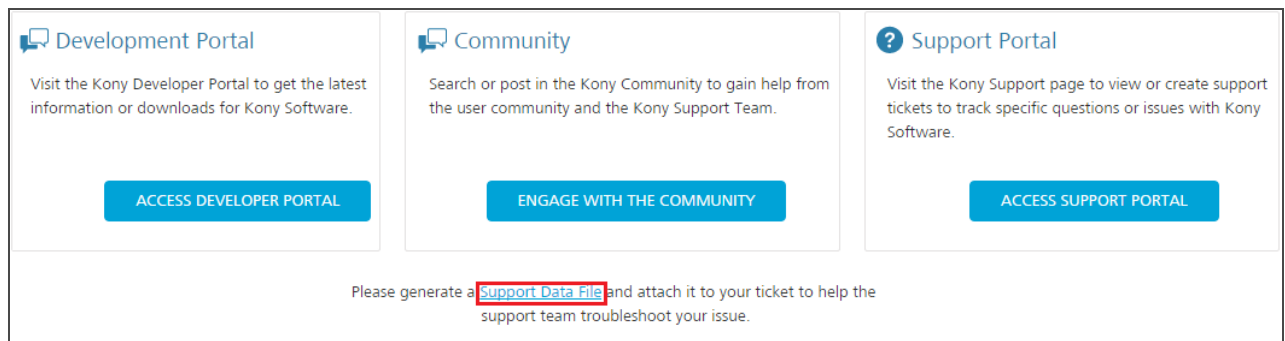 Development Portal
Visit the Kony Developer Portal to get the latest
information or downloads for Kony Software.
ACCESS DEVELOPER PORTAL
Community
Search or post in the Kony Community to gain help from
the user community and the Kony Support Team.
ENGAGE WITH THE COMMUNITY
Support Portal
Visit the Kony Support page to view or create support
tickets to track specific questions or issues with Kony
Software.
ACCESS SUPPORT PORTAL
Please generate a Support Data File and attach it to your ticket to help the
support team troubleshoot your issue.